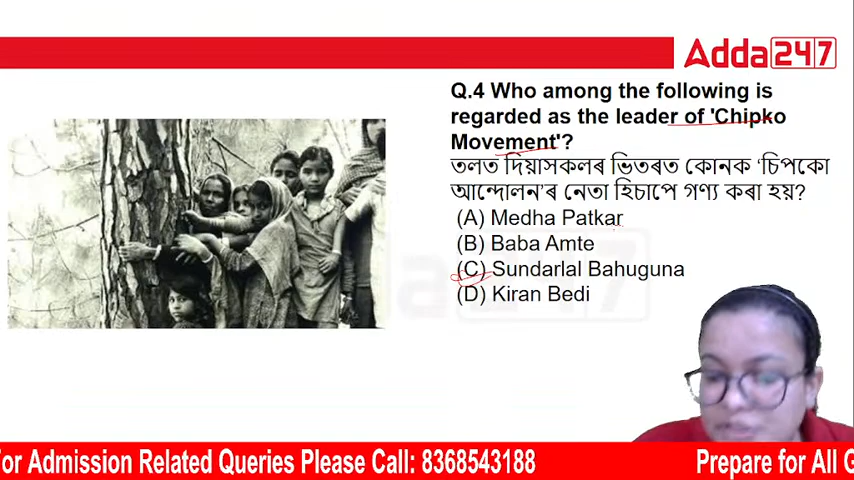 Adda247
Q.4 Who among the following is
regarded as the leader of 'Chipko
Movement'?
তলত দিয়াসকলৰ ভিতৰত কোনক ‘চিপকো
আন্দোলন’ৰ নেতা হিচাপে গণ্য কৰা হয়?
(A) Medha Patkar
(B) Baba Amte
(C) Sundarlal Bahuguna
(D) Kiran Bedi
or Admission Related Queries Please Call: 8368543188 Prepare for All G